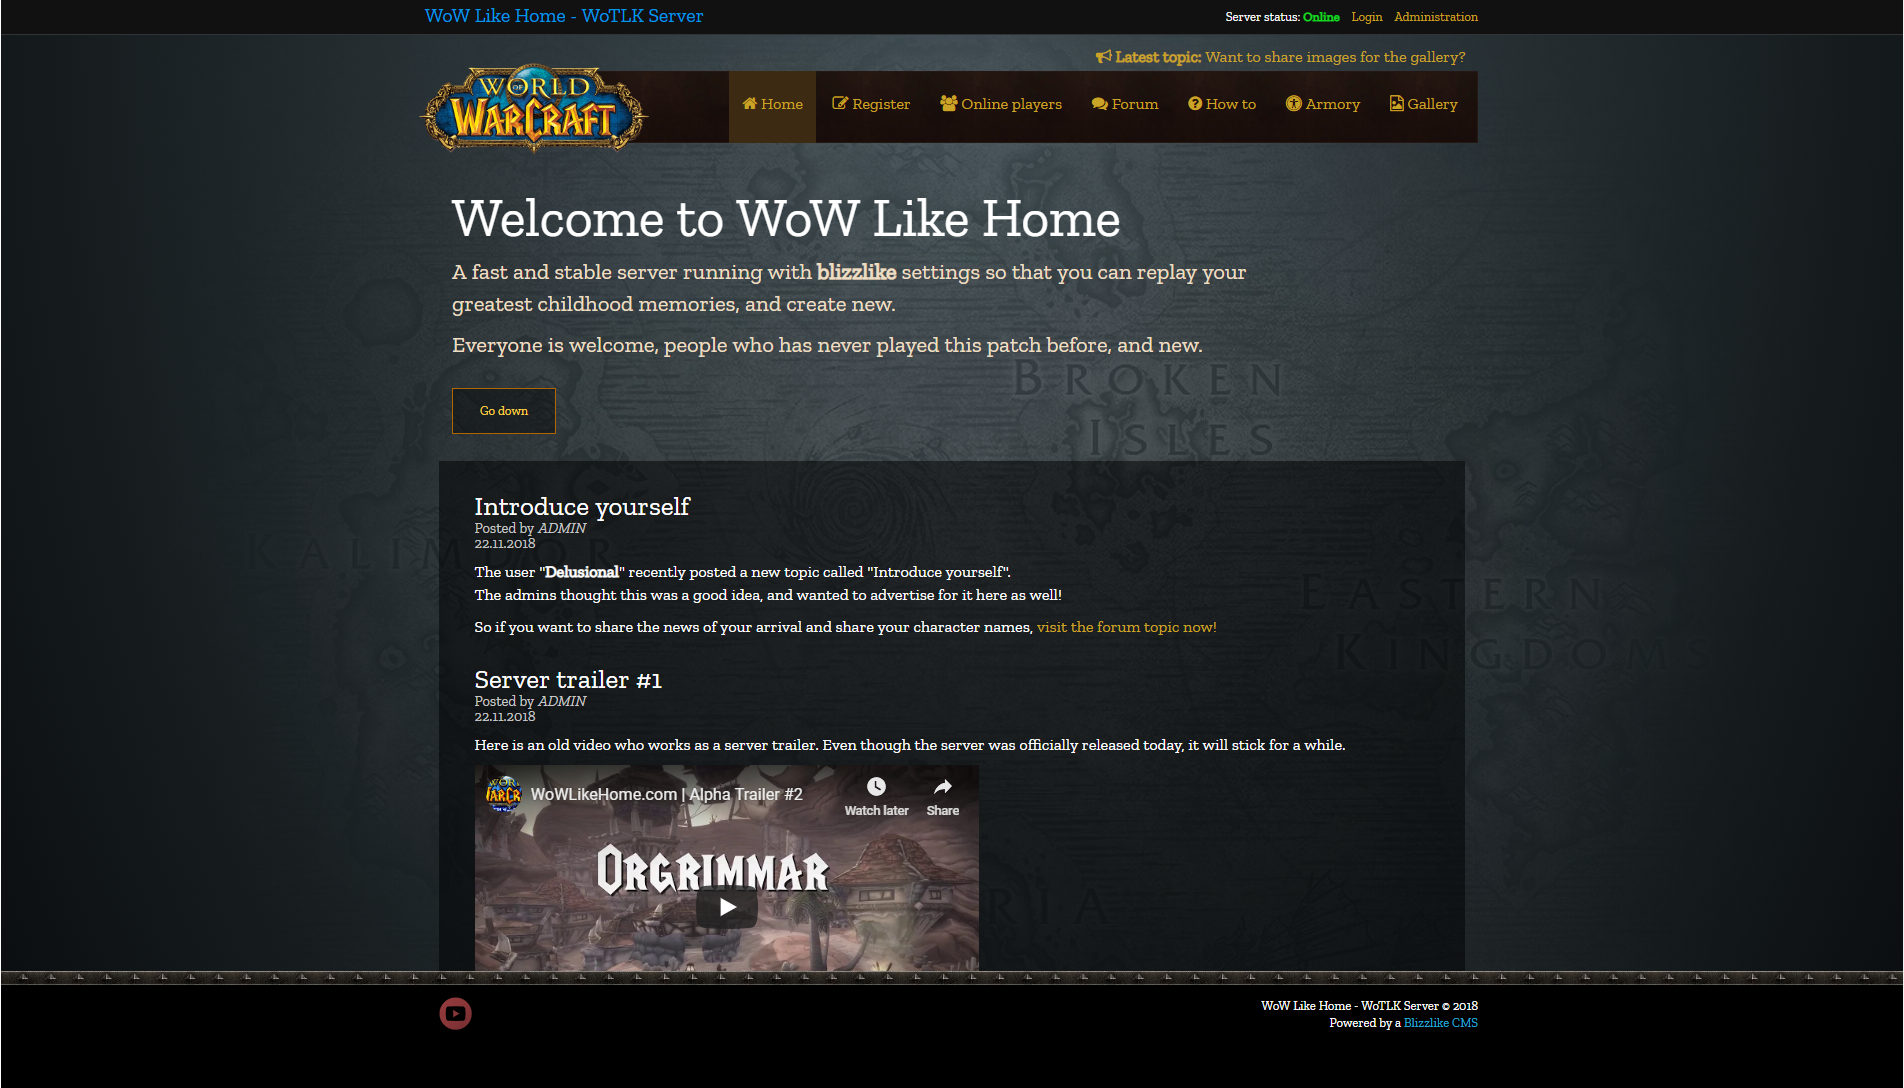 WoW Like Home - WoTLK Server
Server status: Online Login Administration
Latest topic: Want to share images for the gallery?
WORLD
OF
WARCRAFT
Home Register Online players Forum How to Armory Gallery
Welcome to WoW Like Home
A fast and stable server running with blizzlike settings so that you can replay your
greatest childhood memories, and create new.
Everyone is welcome, people who has never played this patch before, and new.
BROKEN
ISLES
Go down
Introduce yourself
Posted by ADMIN
22.11.2018
KALIMDOR
The user "Delusional" recently posted a new topic called "Introduce yourself".
The admins thought this was a good idea, and wanted to advertise for it here as well!
EASTERN
KINGDOMS
So if you want to share the news of your arrival and share your character names, visit the forum topic now!
Server trailer #1
Posted by ADMIN
22.11.2018
Here is an old video who works as a server trailer. Even though the server was officially released today, it will stick for a while.
WoWLikeHome.com | Alpha Trailer #2
Watch later Share
ORGRIMMAR
WoW Like Home - WoTLK Server © 2018
Powered by a Blizzlike CMS